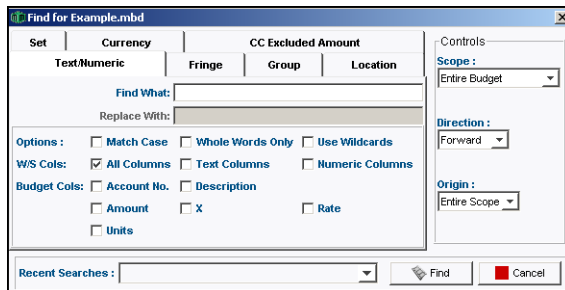 Find for Example.mbd
Set Currency CC Excluded Amount
Text/Numeric Fringe Group Location
Find What:
Replace With:
Options : Match Case Whole Words Only Use Wildcards
W/S Cols: All Columns Text Columns Numeric Columns
Budget Cols: Account No. Description
Amount X Rate
Units
Controls
Scope :
Entire Budget
Direction :
Forward
Origin :
Entire Scope
Recent Searches : Find Cancel